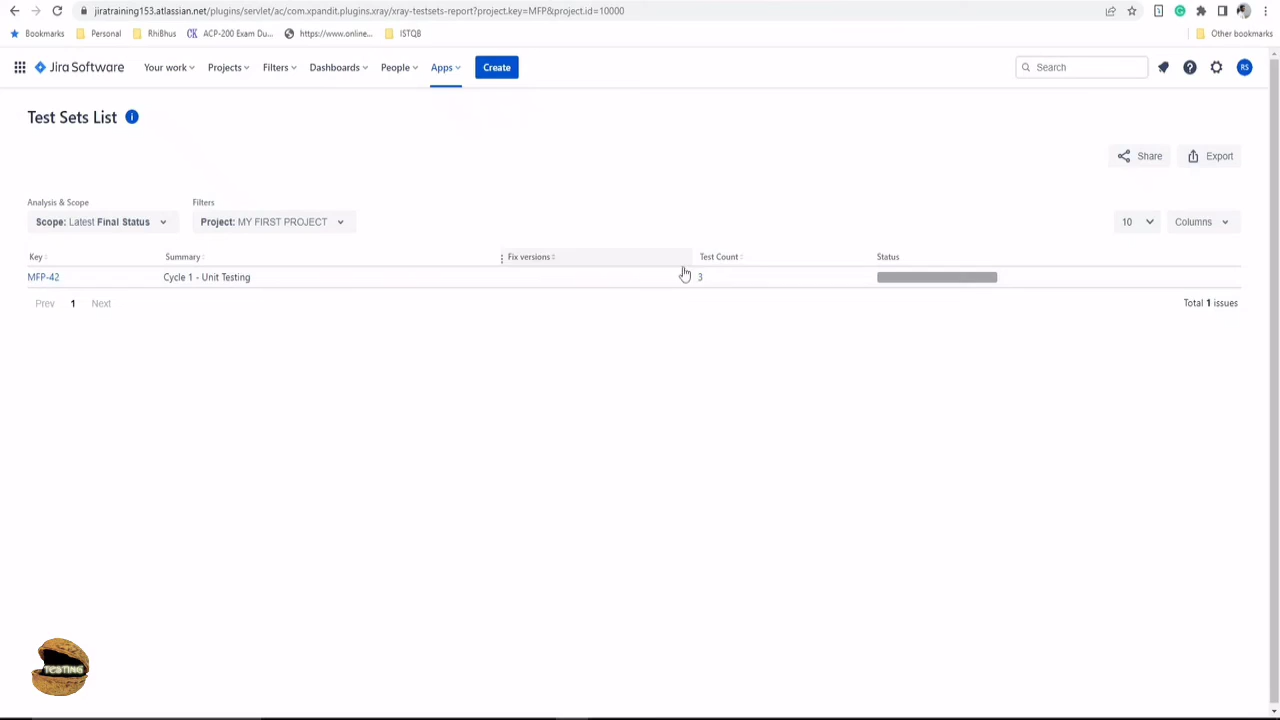 jiratraining153.atlassian.net/plugins/servlet/ac/com.xpandit.plugins.xray/xray-testsets-report?project.key=MFP&project.id=10000
Bookmarks Personal RhiBhus CK ACP-200 Exam Du... https://www.online... ISTQB Other bookmarks
Jira Software Your work Projects Filters Dashboards People Apps Create Search RS
Test Sets List
Share Export
Analysis & Scope Filters
Scope: Latest Final Status Project: MY FIRST PROJECT 10 Columns
Key Summary Fix versions Test Count Status
MFP-42 Cycle 1 - Unit Testing 3
Prev 1 Next Total 1 issues
TESTING